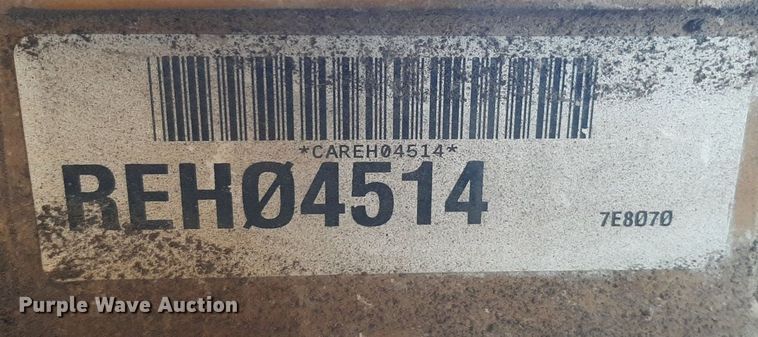 *CAREH04514*
REHØ4514
7E8070
Purple Wave Auction